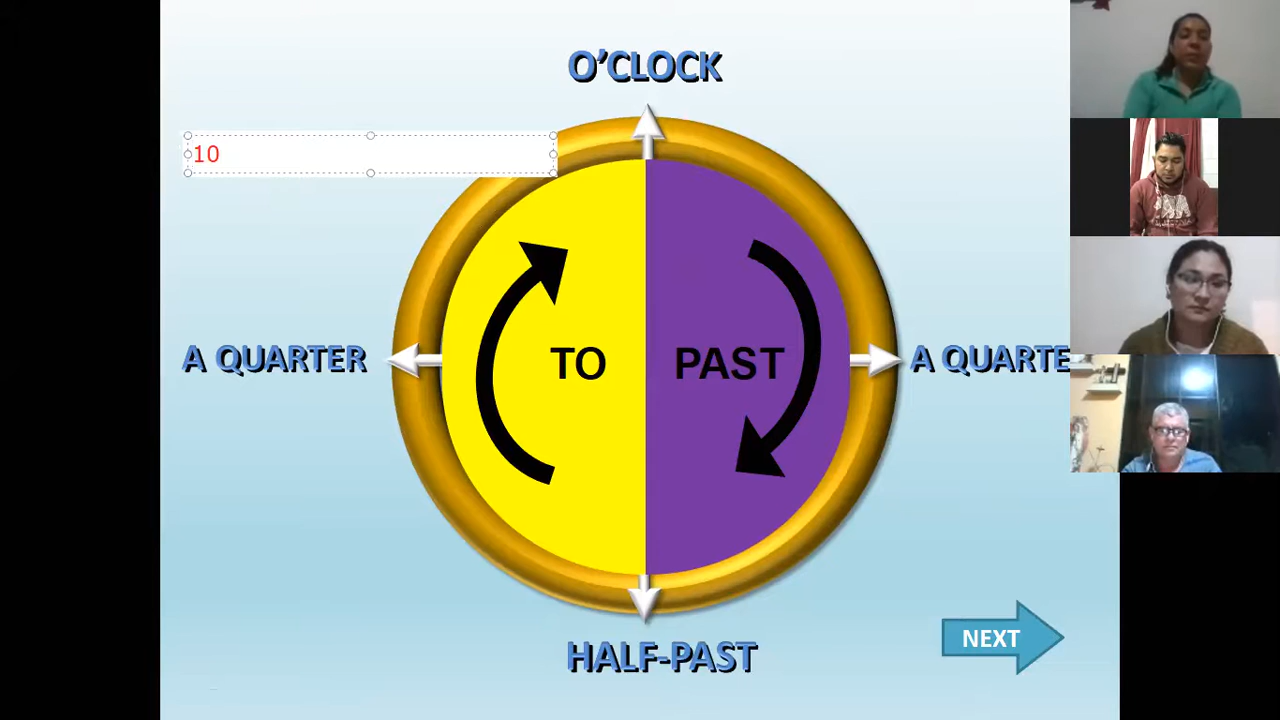 O'CLOCK
10
A QUARTER
TO
PAST
A QUARTE
HALF-PAST
NEXT